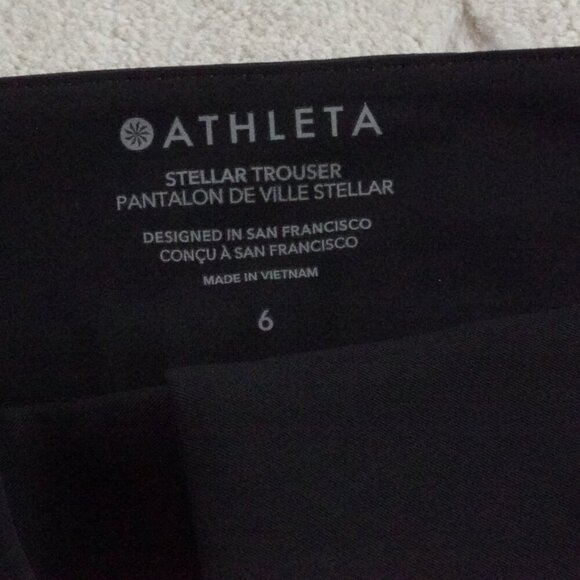 ATHLETA
STELLAR TROUSER
PANTALON DE VILLE STELLAR
DESIGNED IN SAN FRANCISCO
CONÇU À SAN FRANCISCO
MADE IN VIETNAM
6